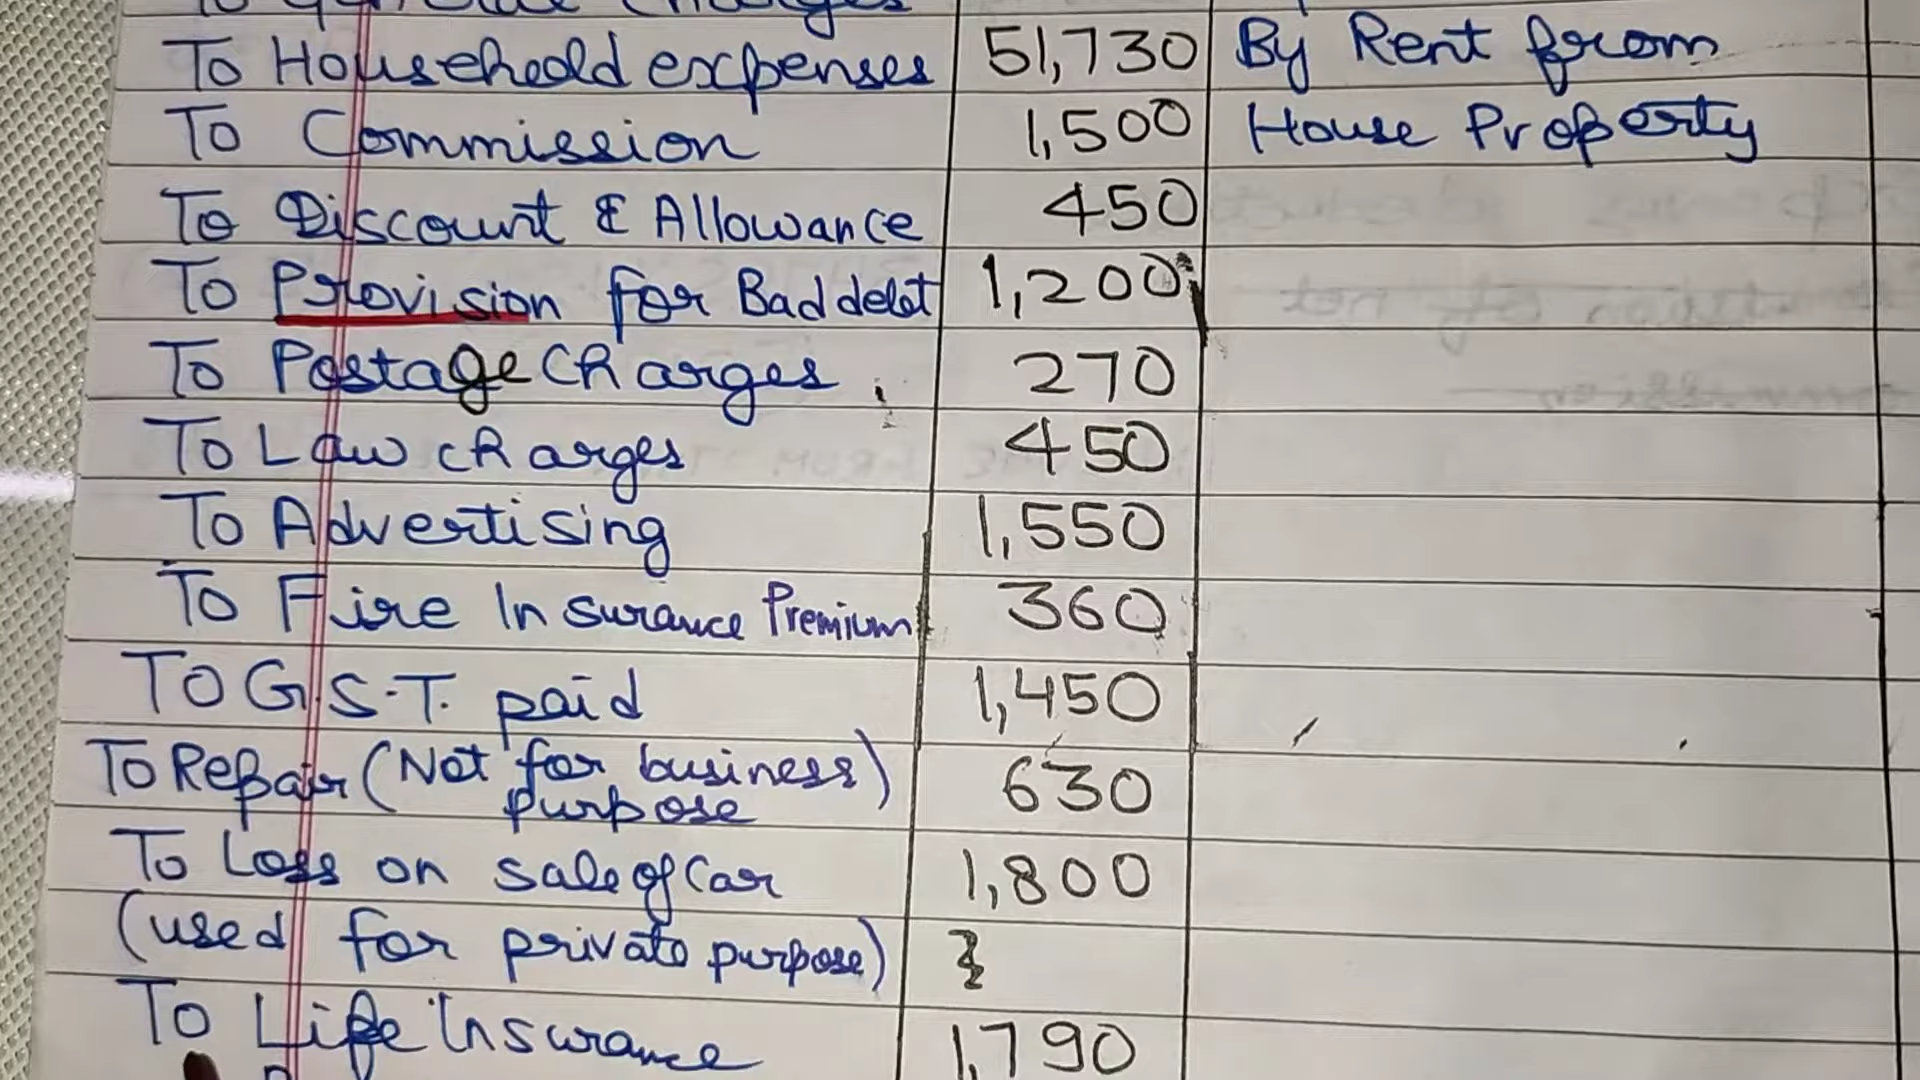 To General Charges
To Household expenses 51,730 By Rent from
To Commission 1,500 House Property
To Discount & Allowance 450
To Provision for Bad debt 1,200
To Postage Charges 270
To Law charges 450
To Advertising 1,550
To Fire Insurance Premium 360
To G.S.T. paid 1,450
To Repair (Not for business) 630
purpose
To Loss on sale of Car 1,800
(used for private purpose)
To Life Insurance 1,790